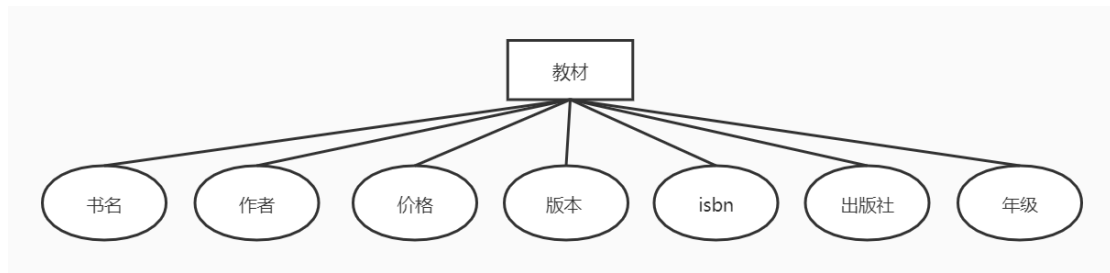 教材
书名 作者 价格 版本 isbn 出版社 年级